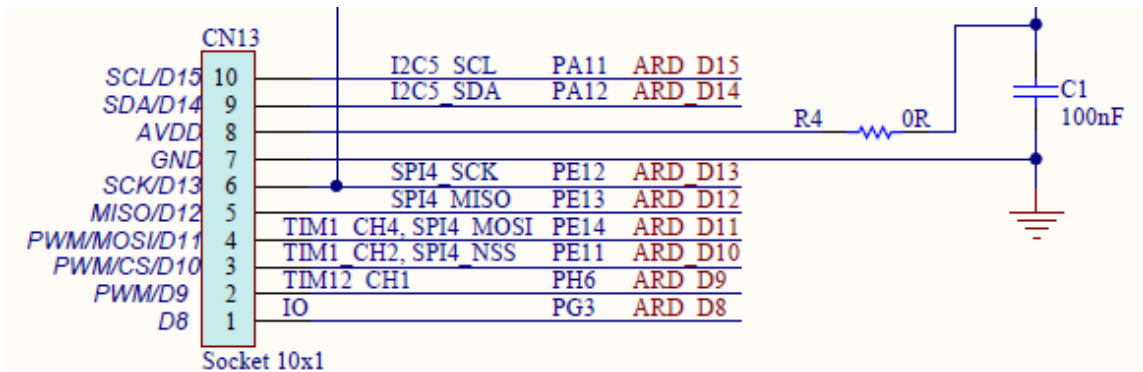 CN13
SCL/D15 10 I2C5_SCL PA11 ARD_D15
SDA/D14 9 I2C5_SDA PA12 ARD_D14
AVDD 8 R4 0R
C1
100nF
GND 7
SCK/D13 6 SPI4_SCK PE12 ARD_D13
MISO/D12 5 SPI4_MISO PE13 ARD_D12
PWM/MOSI/D11 4 TIM1_CH4, SPI4_MOSI PE14 ARD_D11
PWM/CS/D10 3 TIM1_CH2, SPI4_NSS PE11 ARD_D10
PWM/D9 2 TIM12_CH1 PH6 ARD_D9
D8 1 IO PG3 ARD_D8
Socket 10x1